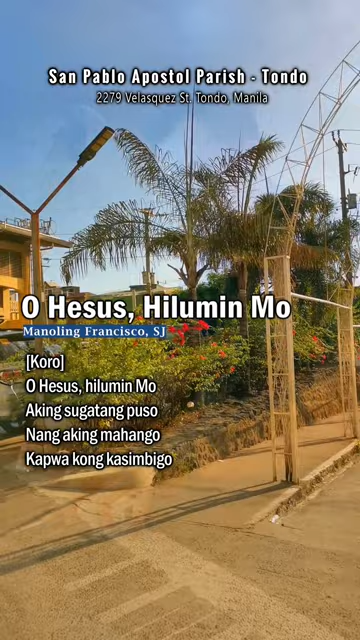 San Pablo Apostol Parish - Tondo
2279 Velasquez St. Tondo, Manila
O Hesus, Hilumin Mo
Manoling Francisco, SJ
[Koro]
O Hesus, hilumin Mo
Aking sugatang puso
Nang aking mahango
Kapwa kong kasimbigo